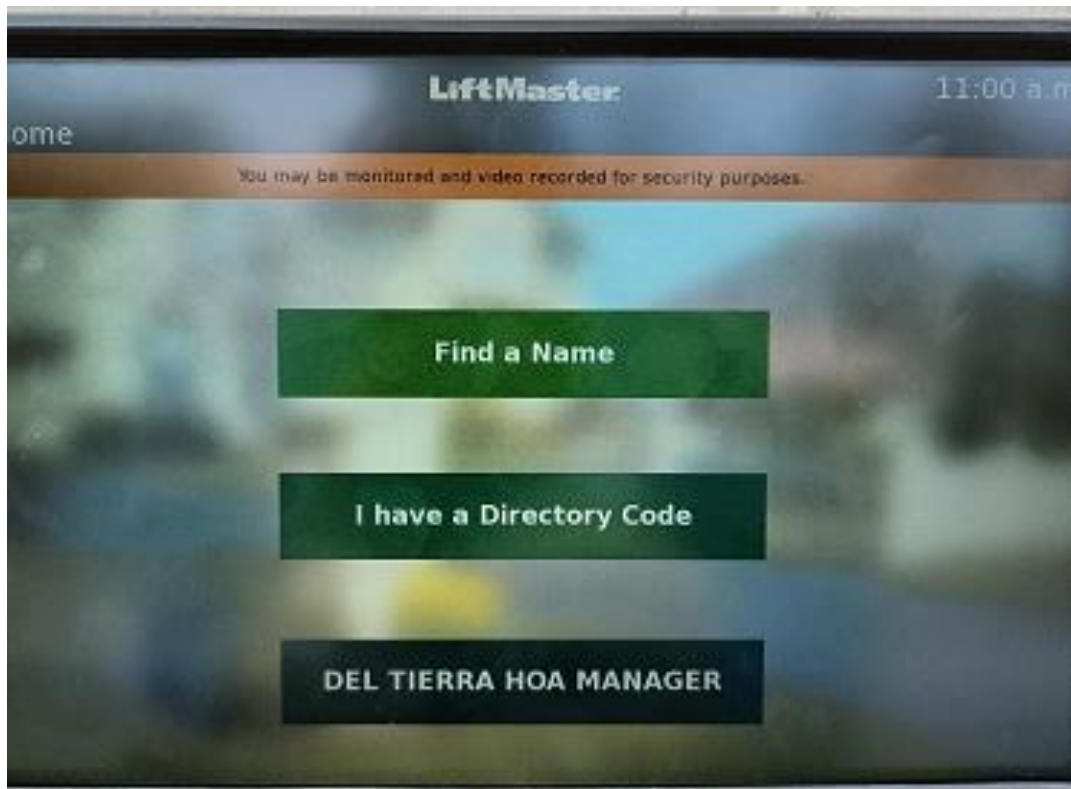 LiftMaster
11:00 a.m
ome
You may be monitored and video recorded for security purposes.
Find a Name
I have a Directory Code
DEL TIERRA HOA MANAGER